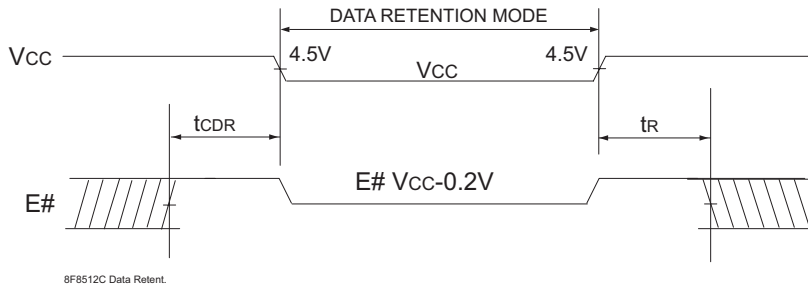 DATA RETENTION MODE
VCC
4.5V
VCC
4.5V
tCDR
tR
E#
E# VCC-0.2V
8F8512C Data Retent.